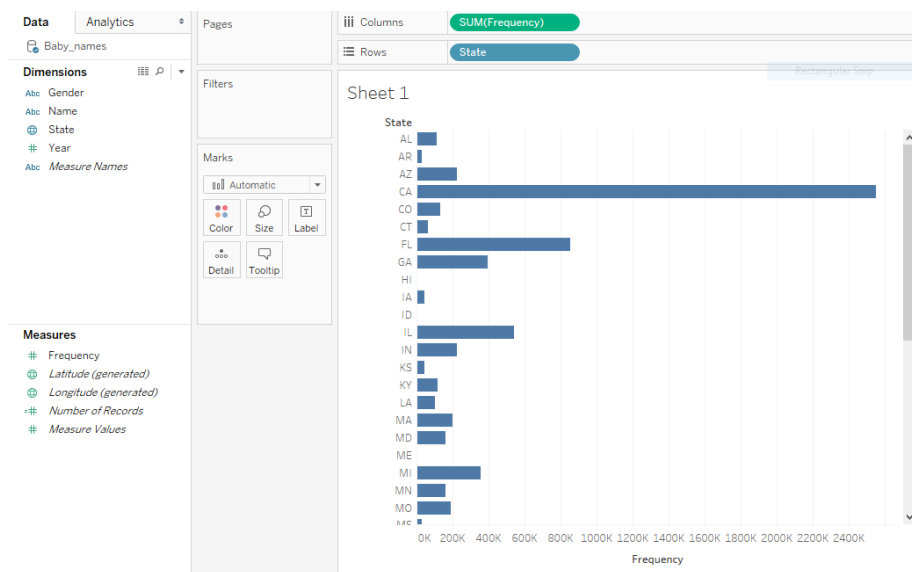 Data
Analytics
Baby_names
Dimensions
Abc Gender
Abc Name
State
# Year
Abc Measure Names
Measures
# Frequency
Latitude (generated)
Longitude (generated)
=# Number of Records
# Measure Values
Pages
Filters
Marks
Automatic
Color Size Label
Detail Tooltip
Columns SUM(Frequency)
Rows State
Rectangular Snip
Sheet 1
State
AL
AR
AZ
CA
CO
CT
FL
GA
HI
IA
ID
IL
IN
KS
KY
LA
MA
MD
ME
MI
MN
MO
MS
0K 200K 400K 600K 800K 1000K 1200K 1400K 1600K 1800K 2000K 2200K 2400K
Frequency